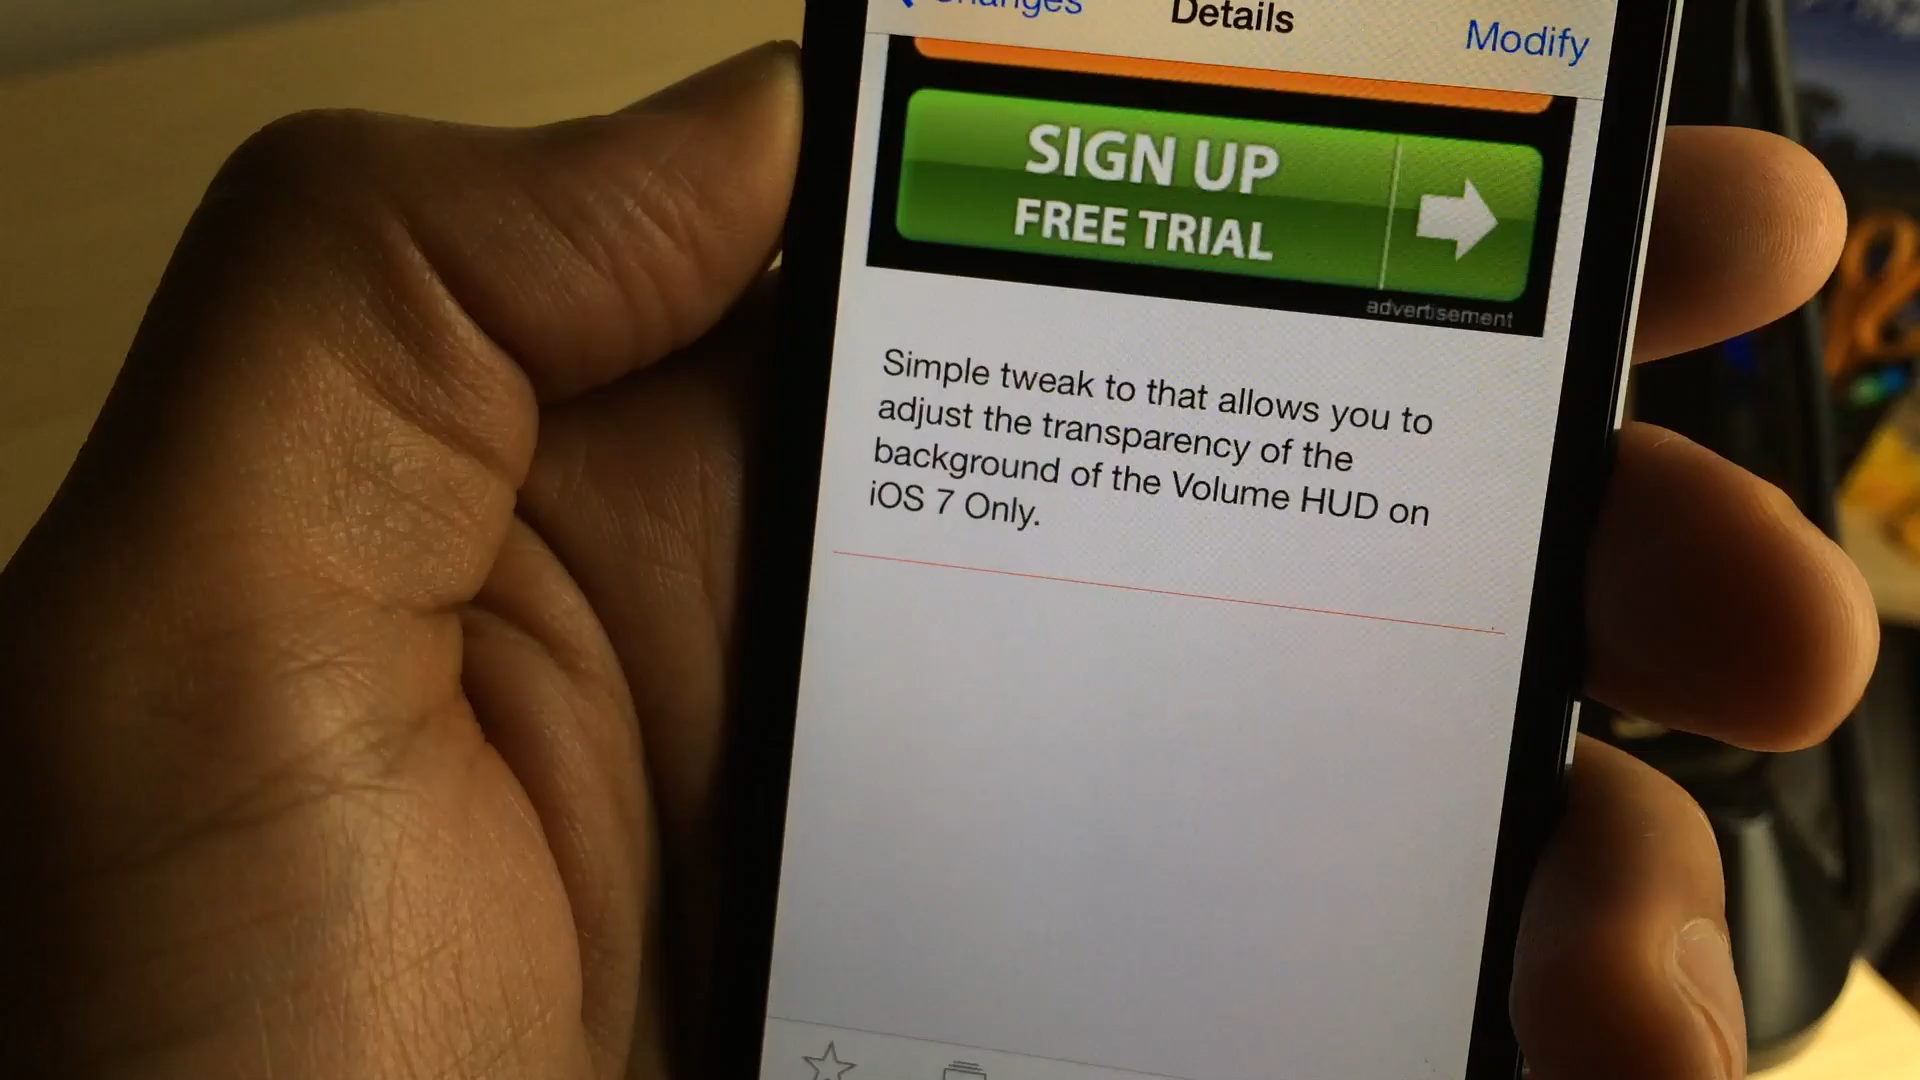 Changes Details Modify
SIGN UP
FREE TRIAL
advertisement
Simple tweak to that allows you to
adjust the transparency of the
background of the Volume HUD on
iOS 7 Only.